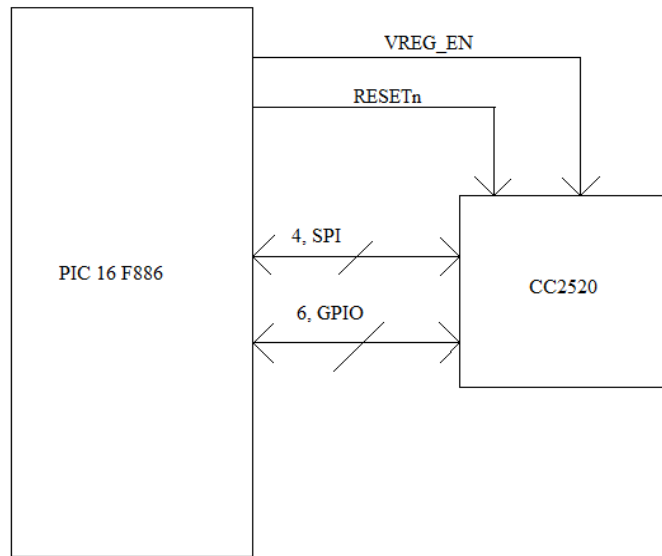 VREG_EN
RESETn
4, SPI
PIC 16 F886
CC2520
6, GPIO